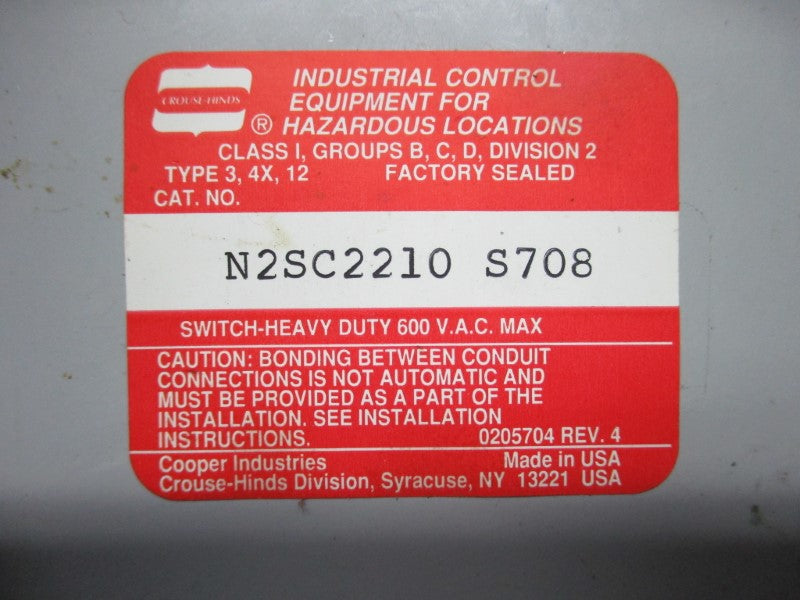 CROUSE-HINDS
®
INDUSTRIAL CONTROL
EQUIPMENT FOR
HAZARDOUS LOCATIONS
CLASS I, GROUPS B, C, D, DIVISION 2
TYPE 3, 4X, 12 FACTORY SEALED
CAT. NO.
N2SC2210 S708
SWITCH-HEAVY DUTY 600 V.A.C. MAX
CAUTION: BONDING BETWEEN CONDUIT
CONNECTIONS IS NOT AUTOMATIC AND
MUST BE PROVIDED AS A PART OF THE
INSTALLATION. SEE INSTALLATION
INSTRUCTIONS. 0205704 REV. 4
Cooper Industries Made in USA
Crouse-Hinds Division, Syracuse, NY 13221 USA